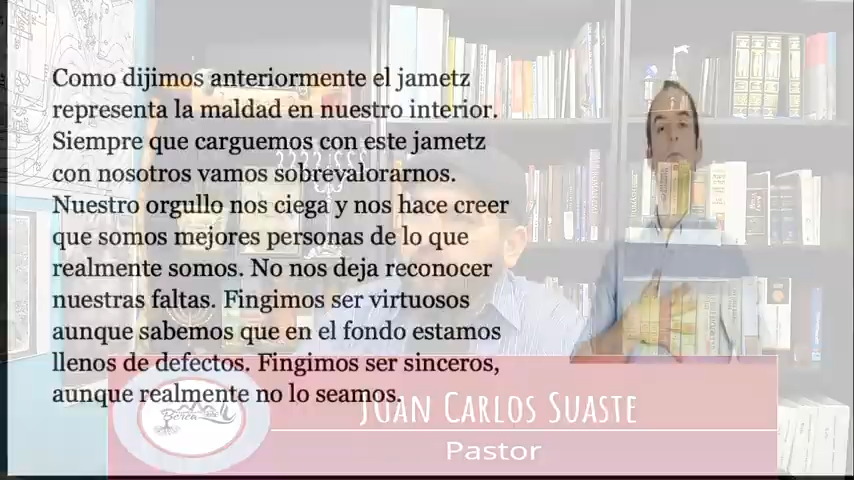 Como dijimos anteriormente el jametz
representa la maldad en nuestro interior.
Siempre que carguemos con este jametz
con nosotros vamos sobrevalorarnos.
Nuestro orgullo nos ciega y nos hace creer
que somos mejores personas de lo que
realmente somos. No nos deja reconocer
nuestras faltas. Fingimos ser virtuosos
aunque sabemos que en el fondo estamos
llenos de defectos. Fingimos ser sinceros,
aunque realmente no lo seamos.
Juan Carlos Suaste
Pastor
Berea